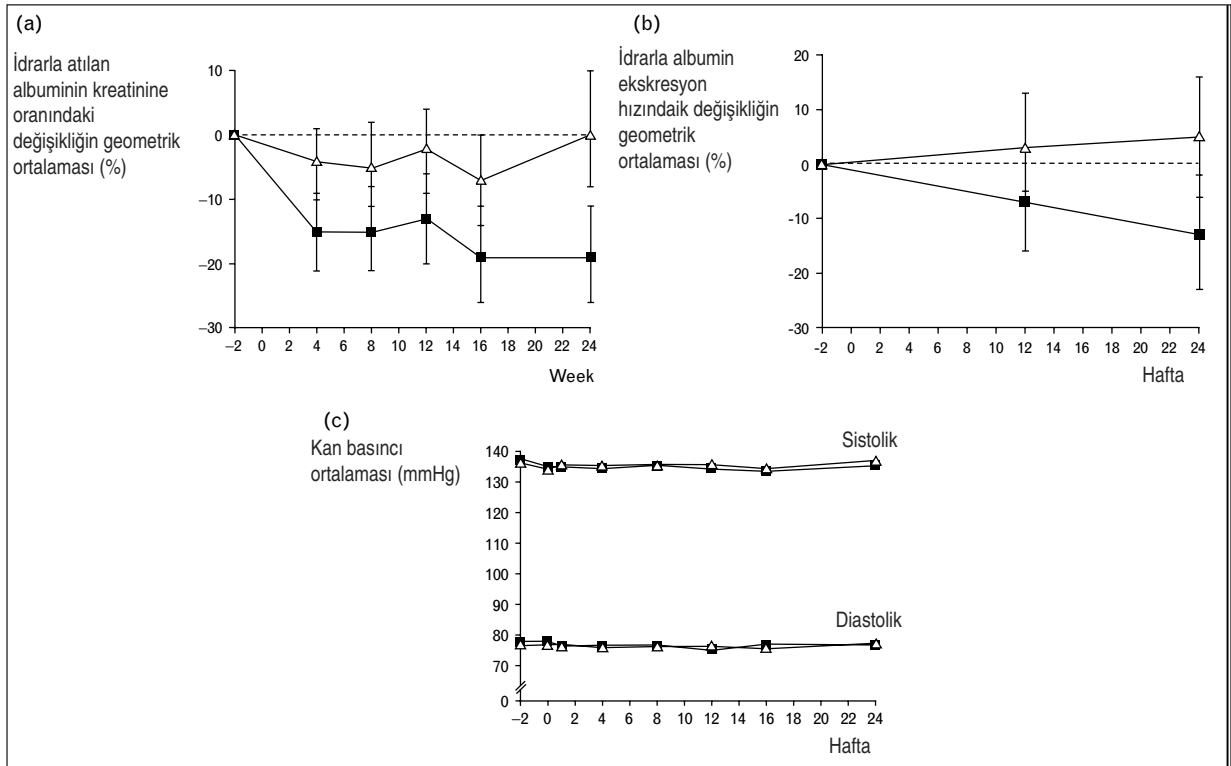 (a)
İdrarla atılan
albuminin kreatinine
oranındaki
değişikliğin geometrik
ortalaması (%)
10
0
−10
−20
−30
−2 0 2 4 6 8 10 12 14 16 18 20 22 24
Week
(b)
İdrarla albumin
ekskresyon
hızındaik değişikliğin
geometrik
ortalaması (%)
20
10
0
-10
-20
-30
-2 0 2 4 6 8 10 12 14 16 18 20 22 24
Hafta
(c)
Kan basıncı
ortalaması (mmHg)
Sistolik
140
130
120
110
100
90
Diastolik
80
70
0
−2 0 2 4 6 8 10 12 14 16 18 20 22 24
Hafta